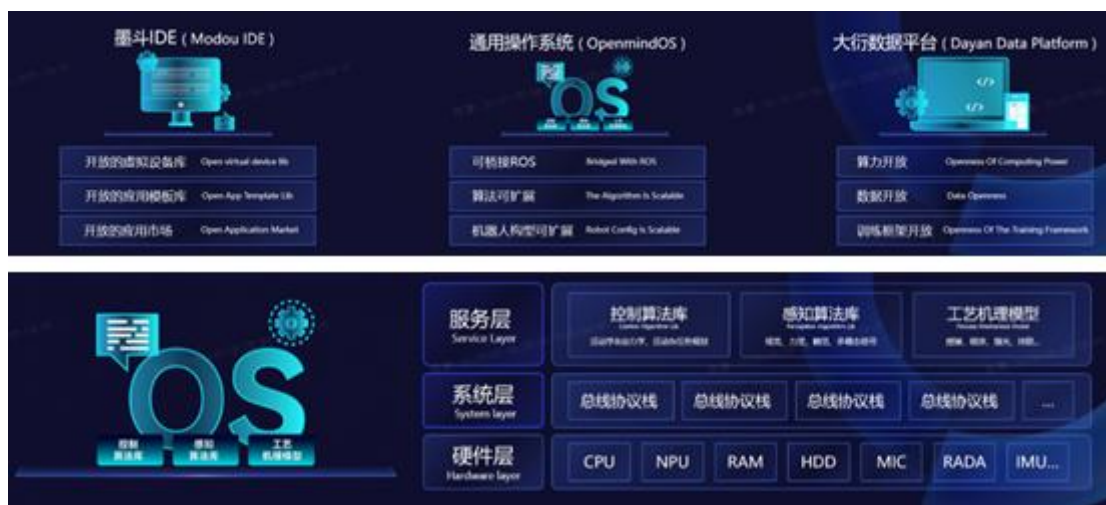 墨斗IDE ( Modou IDE )
通用操作系统 ( OpenmindOS )
大衍数据平台 ( Dayan Data Platform )
OS
开放的虚拟设备库 Open virtual device lib
可桥接ROS Bridged With ROS
算力开放 Openness Of Computing Power
开放的应用模板库 Open App Template Lib
算法可扩展 The Algorithm Is Scalable
数据开放 Data Openness
开放的应用市场 Open Application Market
机器人构型可扩展 Robot Config Is Scalable
训练框架开放 Openness Of The Training Framework
OS
控制
算法库
感知
算法库
工艺
机理模型
服务层
Service Layer
控制算法库
感知算法库
工艺机理模型
系统层
System layer
总线协议栈
总线协议栈
总线协议栈
总线协议栈
...
硬件层
Hardware layer
CPU
NPU
RAM
HDD
MIC
RADA
IMU...